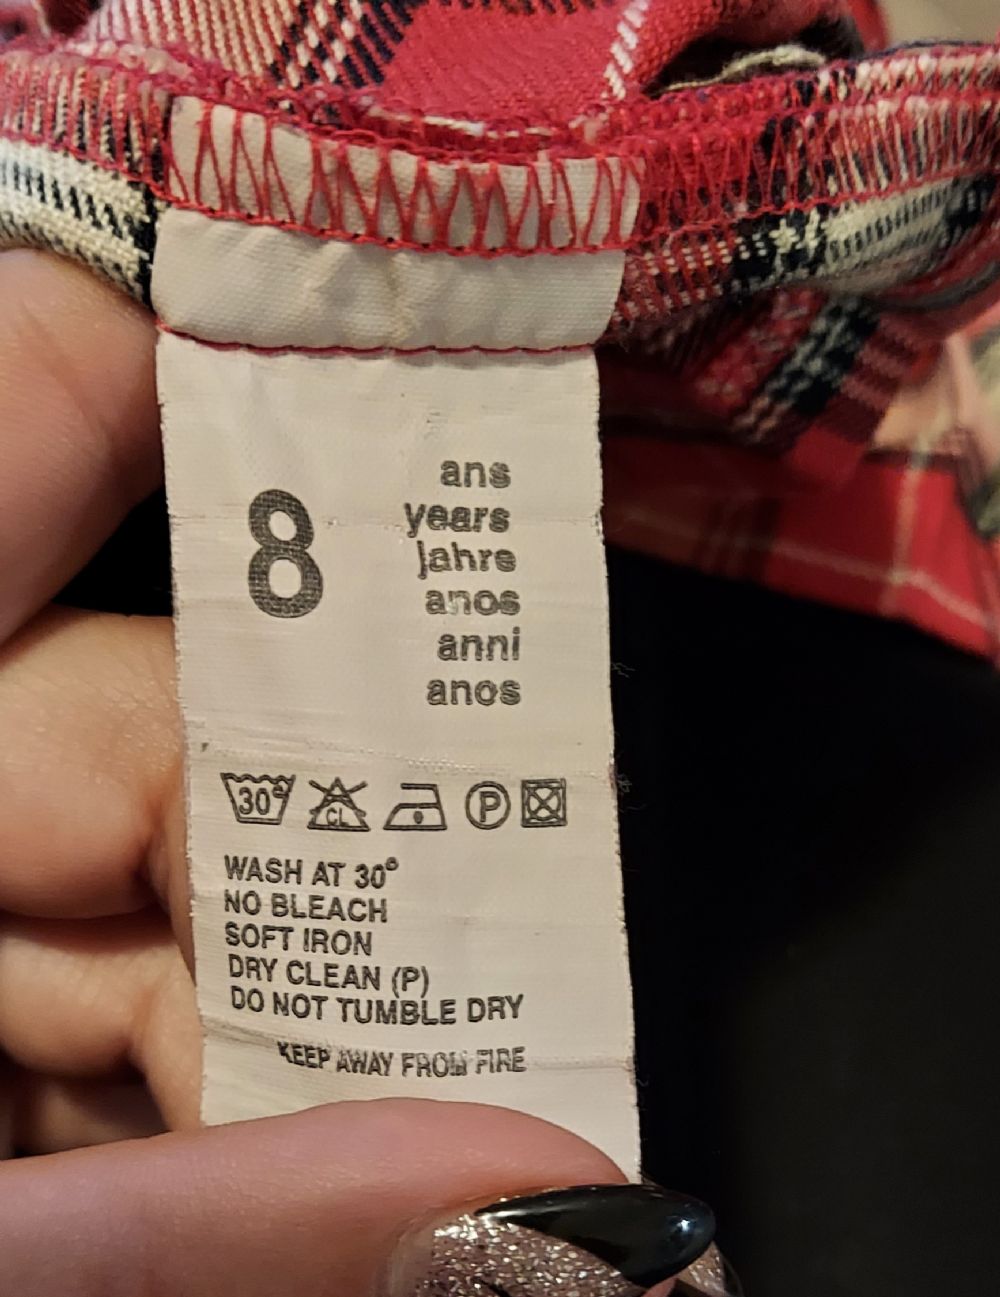 8
ans
years
jahre
anos
anni
anos
30°
CL
P
WASH AT 30°
NO BLEACH
SOFT IRON
DRY CLEAN (P)
DO NOT TUMBLE DRY
KEEP AWAY FROM FIRE